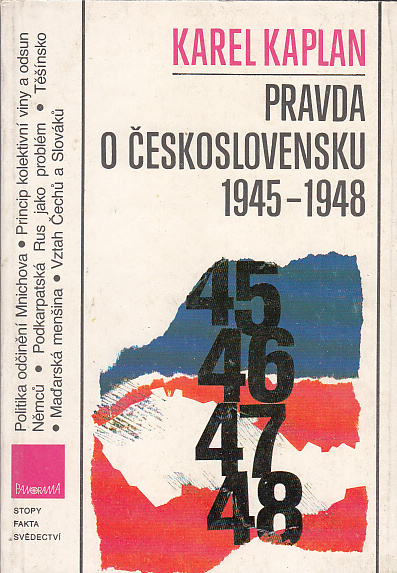 KAREL KAPLAN
PRAVDA
O ČESKOSLOVENSKU
1945–1948
45
46
47
48
Politika odčinění Mnichova • Princip kolektivní viny a odsun
Němců • Podkarpatská Rus jako problém • Těšínsko
• Maďarská menšina • Vztah Čechů a Slováků
PANORAMA
STOPY
FAKTA
SVĚDECTVÍ